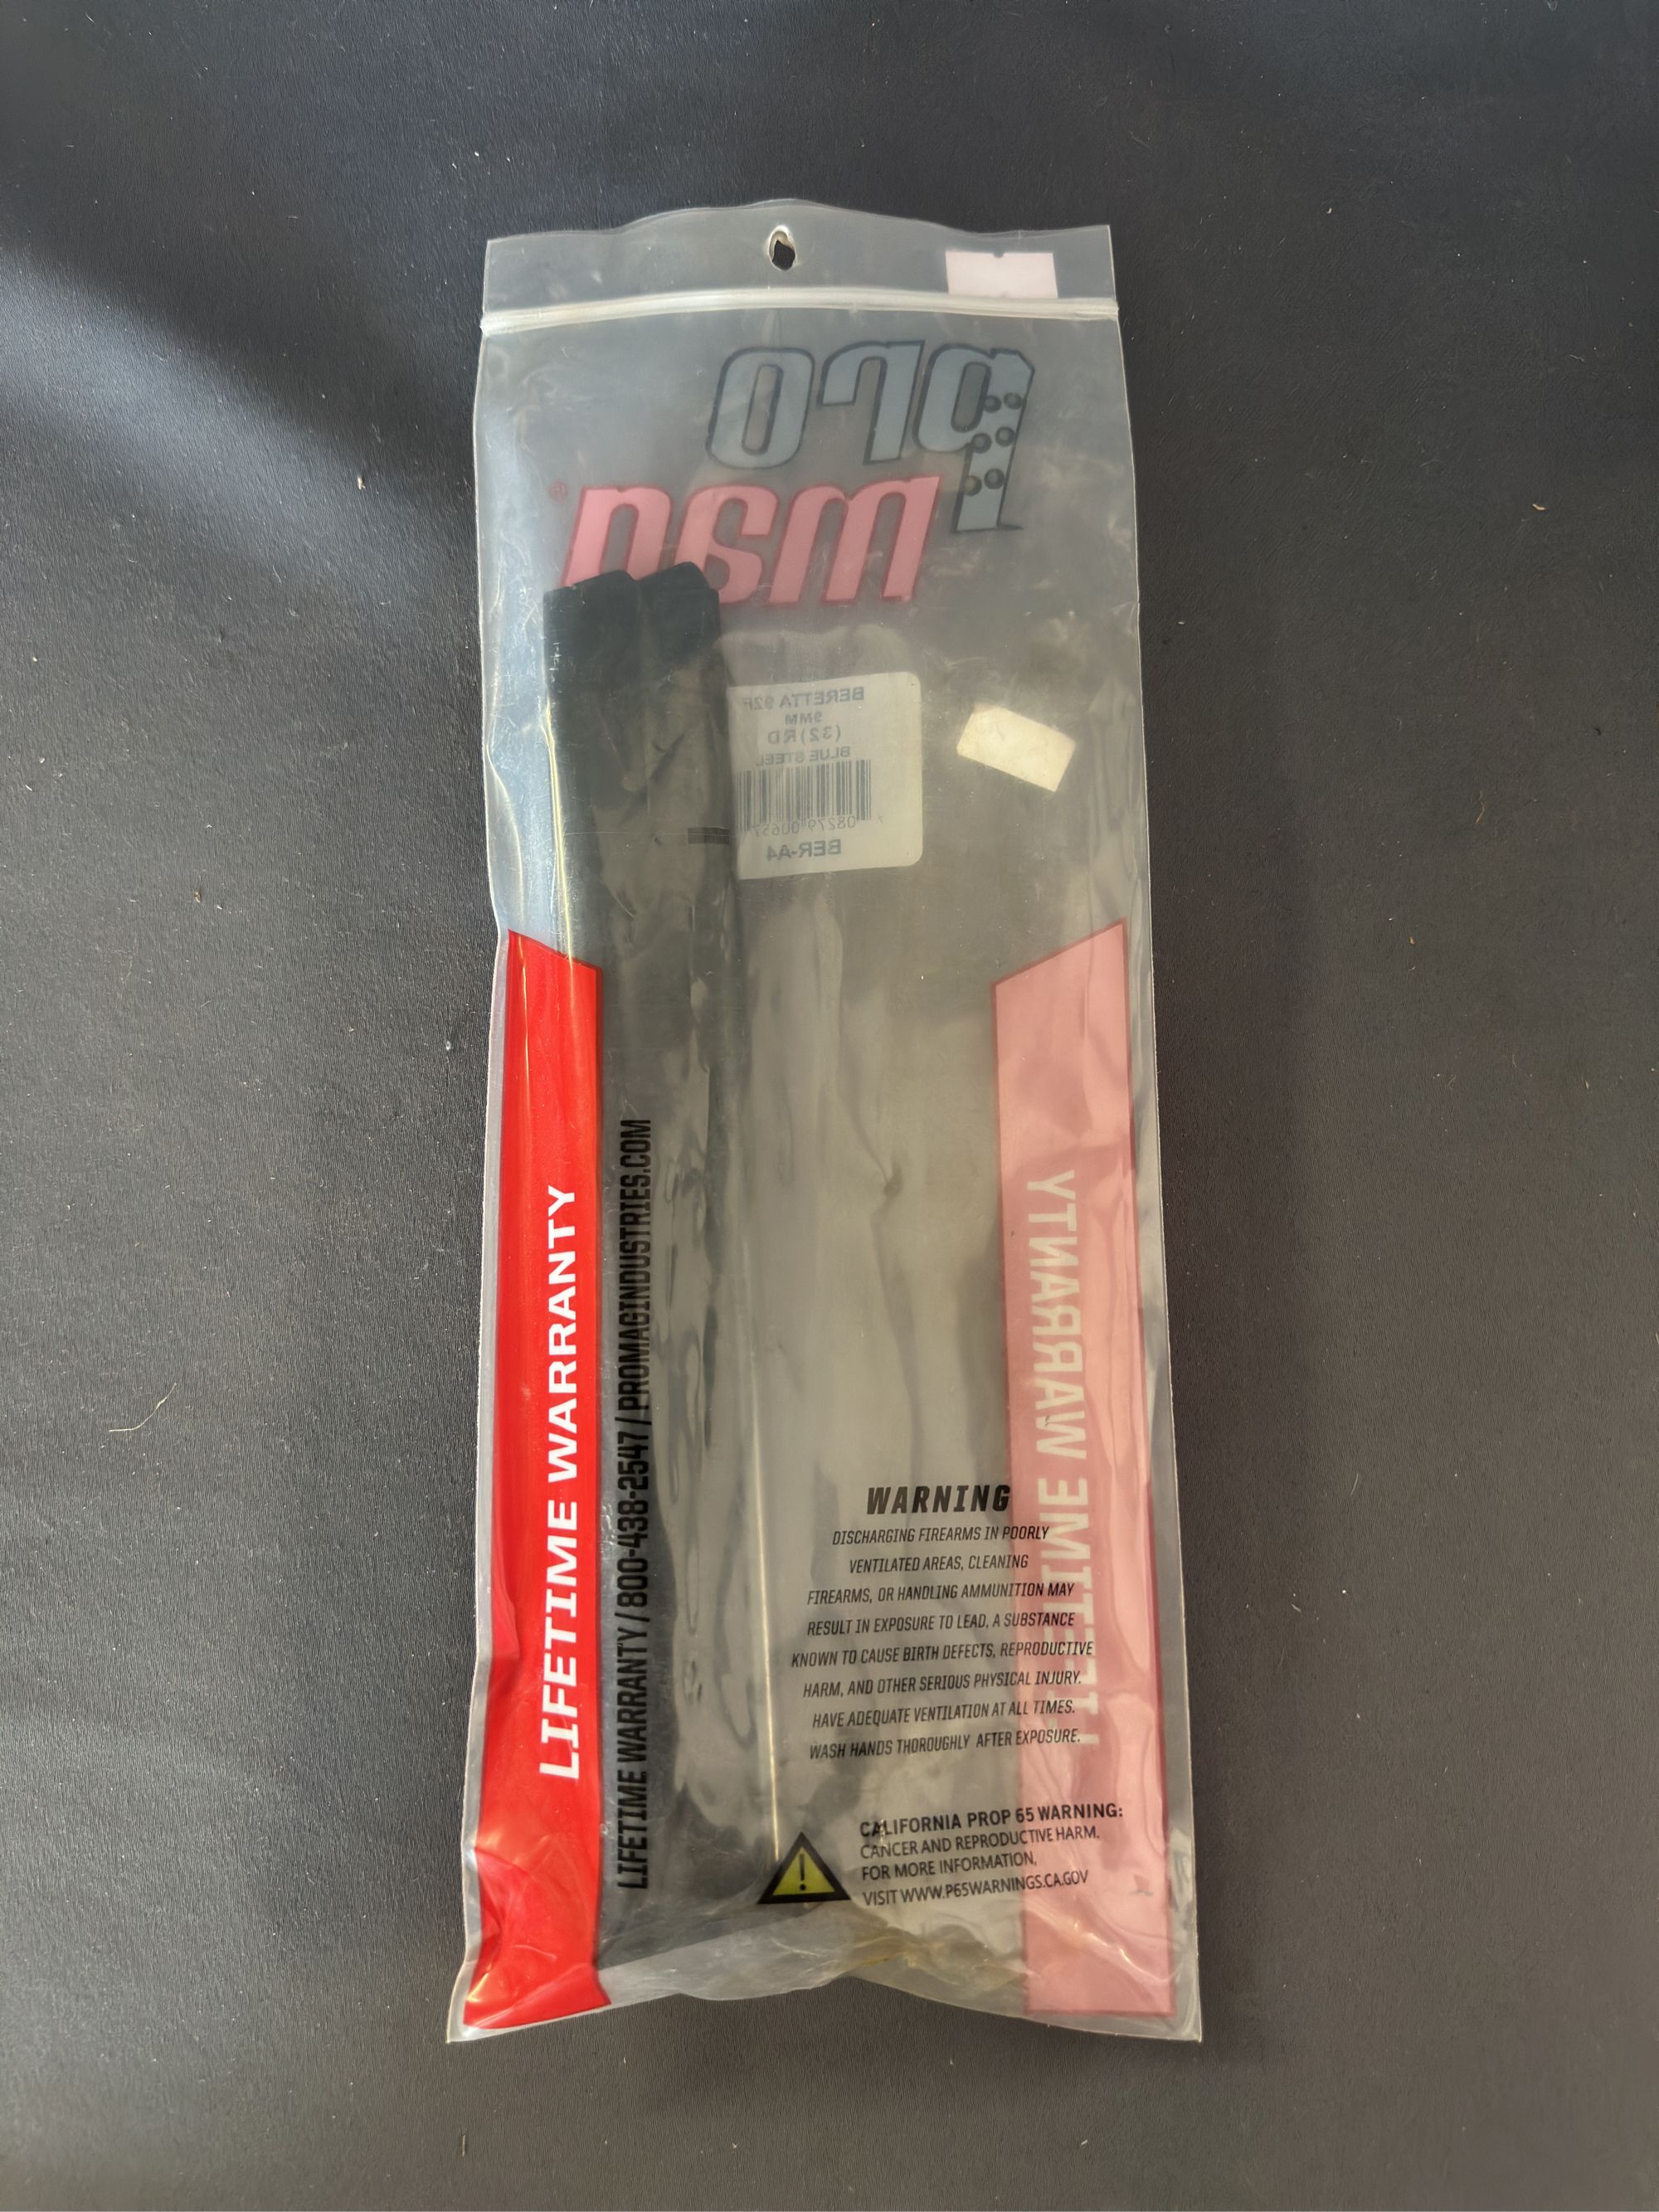 pro
mag
®
BERETTA 92F
9MM
(32)RD
BLUE STEEL
7 08279 00657
BER-A4
LIFETIME WARRANTY
LIFETIME WARRANTY / 800-438-2547 / PROMAGINDUSTRIES.COM
LIFETIME WARRANTY
WARNING
DISCHARGING FIREARMS IN POORLY
VENTILATED AREAS, CLEANING
FIREARMS, OR HANDLING AMMUNITION MAY
RESULT IN EXPOSURE TO LEAD, A SUBSTANCE
KNOWN TO CAUSE BIRTH DEFECTS, REPRODUCTIVE
HARM, AND OTHER SERIOUS PHYSICAL INJURY.
HAVE ADEQUATE VENTILATION AT ALL TIMES.
WASH HANDS THOROUGHLY AFTER EXPOSURE.
!
CALIFORNIA PROP 65 WARNING:
CANCER AND REPRODUCTIVE HARM.
FOR MORE INFORMATION,
VISIT WWW.P65WARNINGS.CA.GOV